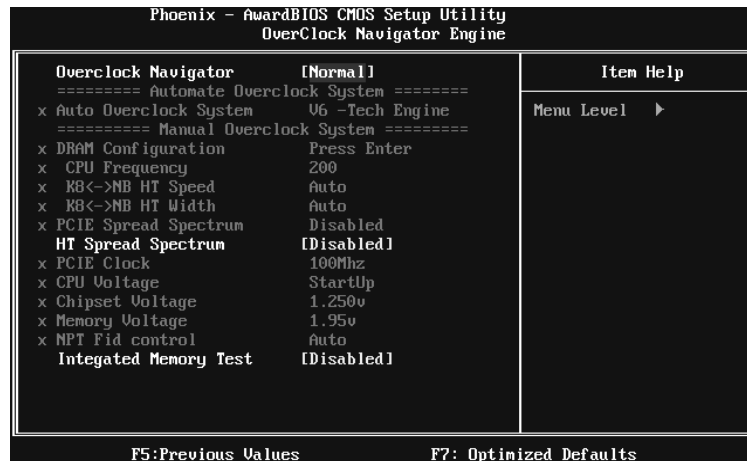 Phoenix - AwardBIOS CMOS Setup Utility
OverClock Navigator Engine
Overclock Navigator [Normal]
========= Automate Overclock System ========
x Auto Overclock System V6 -Tech Engine
========== Manual Overclock System =========
x DRAM Configuration Press Enter
x CPU Frequency 200
x K8<->NB HT Speed Auto
x K8<->NB HT Width Auto
x PCIE Spread Spectrum Disabled
HT Spread Spectrum [Disabled]
x PCIE Clock 100Mhz
x CPU Voltage StartUp
x Chipset Voltage 1.250v
x Memory Voltage 1.95v
x NPT Fid control Auto
Integated Memory Test [Disabled]
Item Help
Menu Level ▶
F5:Previous Values F7: Optimized Defaults